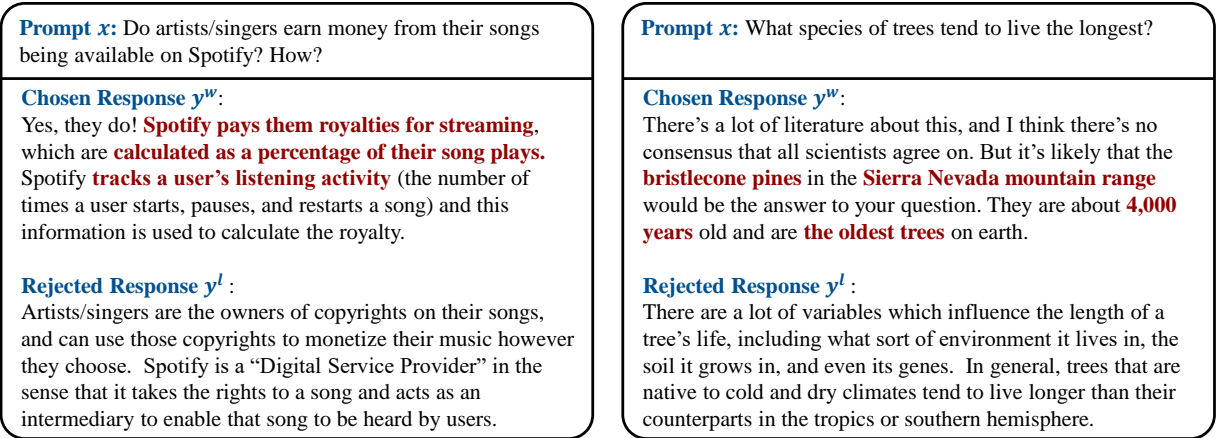 Prompt x: Do artists/singers earn money from their songs
being available on Spotify? How?
Chosen Response y^w:
Yes, they do! Spotify pays them royalties for streaming,
which are calculated as a percentage of their song plays.
Spotify tracks a user's listening activity (the number of
times a user starts, pauses, and restarts a song) and this
information is used to calculate the royalty.
Rejected Response y^l :
Artists/singers are the owners of copyrights on their songs,
and can use those copyrights to monetize their music however
they choose.  Spotify is a “Digital Service Provider” in the
sense that it takes the rights to a song and acts as an
intermediary to enable that song to be heard by users.
Prompt x: What species of trees tend to live the longest?
Chosen Response y^w:
There's a lot of literature about this, and I think there's no
consensus that all scientists agree on. But it's likely that the
bristlecone pines in the Sierra Nevada mountain range
would be the answer to your question. They are about 4,000
years old and are the oldest trees on earth.
Rejected Response y^l :
There are a lot of variables which influence the length of a
tree's life, including what sort of environment it lives in, the
soil it grows in, and even its genes.  In general, trees that are
native to cold and dry climates tend to live longer than their
counterparts in the tropics or southern hemisphere.